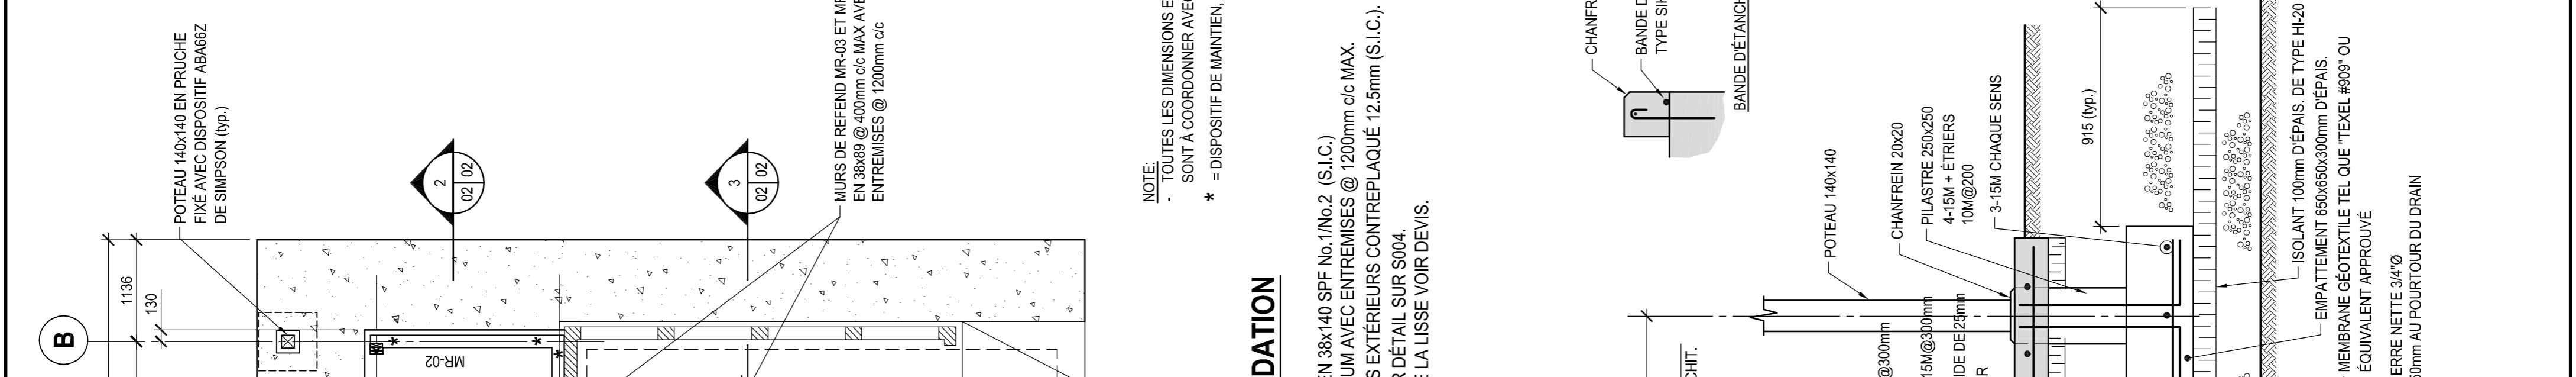 B
1136
130
POTEAU 140x140 EN PRUCHE
FIXÉ AVEC DISPOSITIF ABA66Z
DE SIMPSON (typ.)
MR-02
2
02 02
3
02 02
MURS DE REFEND MR-03 ET
EN 38x89 @ 400mm c/c MAX
ENTREMISES @ 1200mm c/c
NOTE:
- TOUTES LES DIMENSIONS
SONT À COORDONNER
* = DISPOSITIF DE MAINTIEN,
DATION
EN 38x140 SPF No.1/No.2 (S.I.C.)
UM AVEC ENTREMISES @ 1200mm c/c MAX.
S EXTÉRIEURS CONTREPLAQUÉ 12.5mm (S.I.C.).
R DÉTAIL SUR S004.
LA LISSE VOIR DEVIS.
CHANFR
BANDE D
TYPE
BANDE D'ÉTANCH
POTEAU 140x140
CHANFREIN 20x20
PILASTRE 250x250
4-15M + ÉTRIERS
10M@200
3-15M CHAQUE SENS
915 (typ.)
CHIT.
@300mm
15M@300mm
DE 25mm
R
ISOLANT 100mm D'ÉPAIS. DE TYPE HI-20
EMPATTEMENT 650x650x300mm D'ÉPAIS.
MEMBRANE GÉOTEXTILE TEL QUE "TEXEL #909" OU
ÉQUIVALENT APPROUVÉ
ERRE NETTE 3/4"Ø
50mm AU POURTOUR DU DRAIN